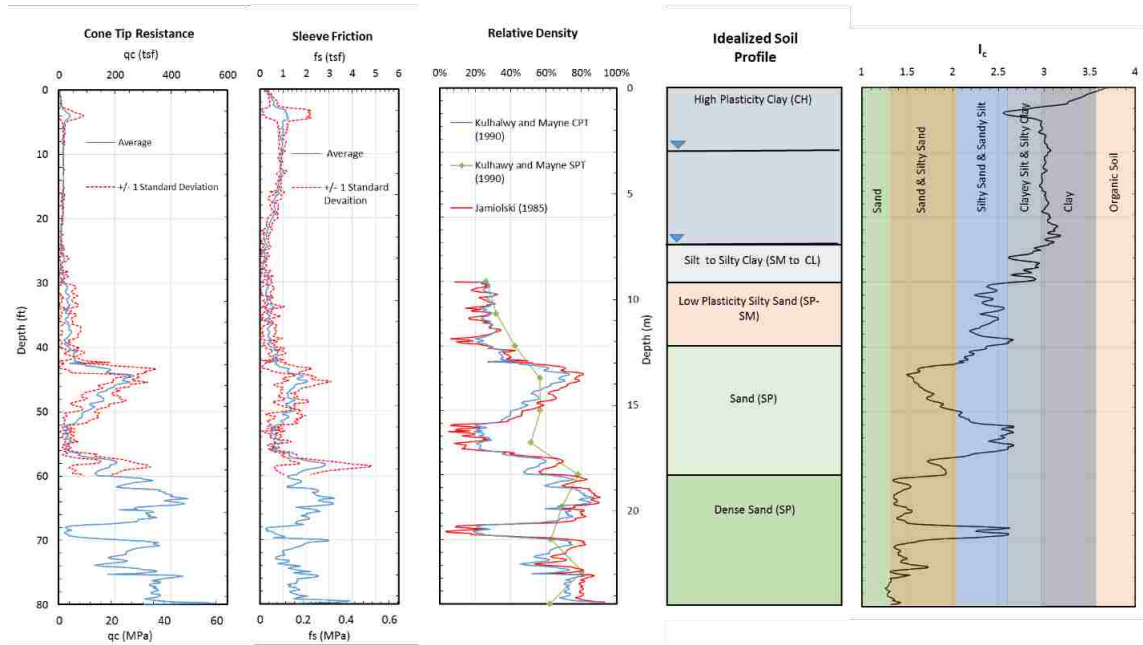 Cone Tip Resistance
qc (tsf)
0 200 400 600
0
10
20
30
40
50
60
70
80
Depth (ft)
Average
+/- 1 Standard Deviation
0 20 40 60
qc (MPa)
Sleeve Friction
fs (tsf)
0 1 2 3 4 5 6
Average
+/- 1 Standard
Devaition
0 0.2 0.4 0.6
fs (MPa)
Relative Density
0% 20% 40% 60% 80% 100%
Kulhalwy and Mayne CPT
(1990)
Kulhawy and Mayne SPT
(1990)
Jamiolski (1985)
0
5
10
15
20
Depth (m)
Idealized Soil
Profile
High Plasticity Clay (CH)
Silt to Silty Clay (SM to CL)
Low Plasticity Silty Sand (SP-
SM)
Sand (SP)
Dense Sand (SP)
Ic
1 1.5 2 2.5 3 3.5 4
Sand
Sand & Silty Sand
Silty Sand & Sandy Silt
Clayey Silt & Silty Clay
Clay
Organic Soil